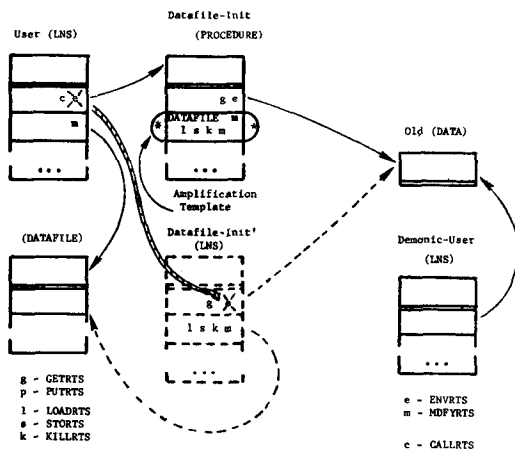 Datafile-Init
User (LNS)
(PROCEDURE)
c e
g e
m
DATAFILE m
* l s k m *
...
...
Old (DATA)
Amplification
Template
(DATAFILE)
Datafile-Init'
(LNS)
Demonic-User
(LNS)
g
l s k m
...
...
...
g - GETRTS
p - PUTRTS
l - LOADRTS
s - STORTS
k - KILLRTS
e - ENVRTS
m - MDFYRTS
c - CALLRTS